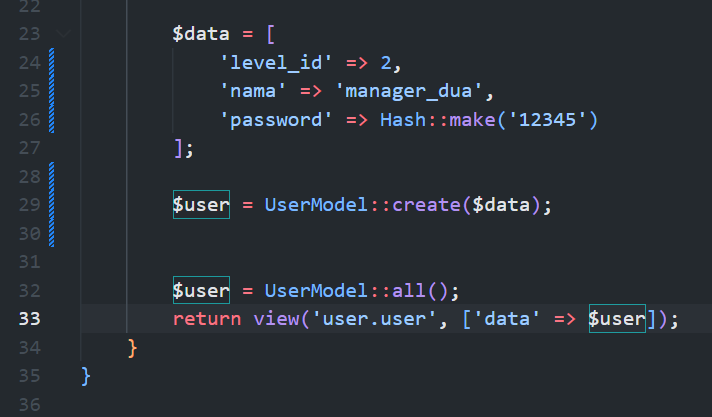 22
23 $data = [
24 'level_id' => 2,
25 'nama' => 'manager_dua',
26 'password' => Hash::make('12345')
27 ];
28
29 $user = UserModel::create($data);
30
31
32 $user = UserModel::all();
33 return view('user.user', ['data' => $user]);
34 }
35 }
36